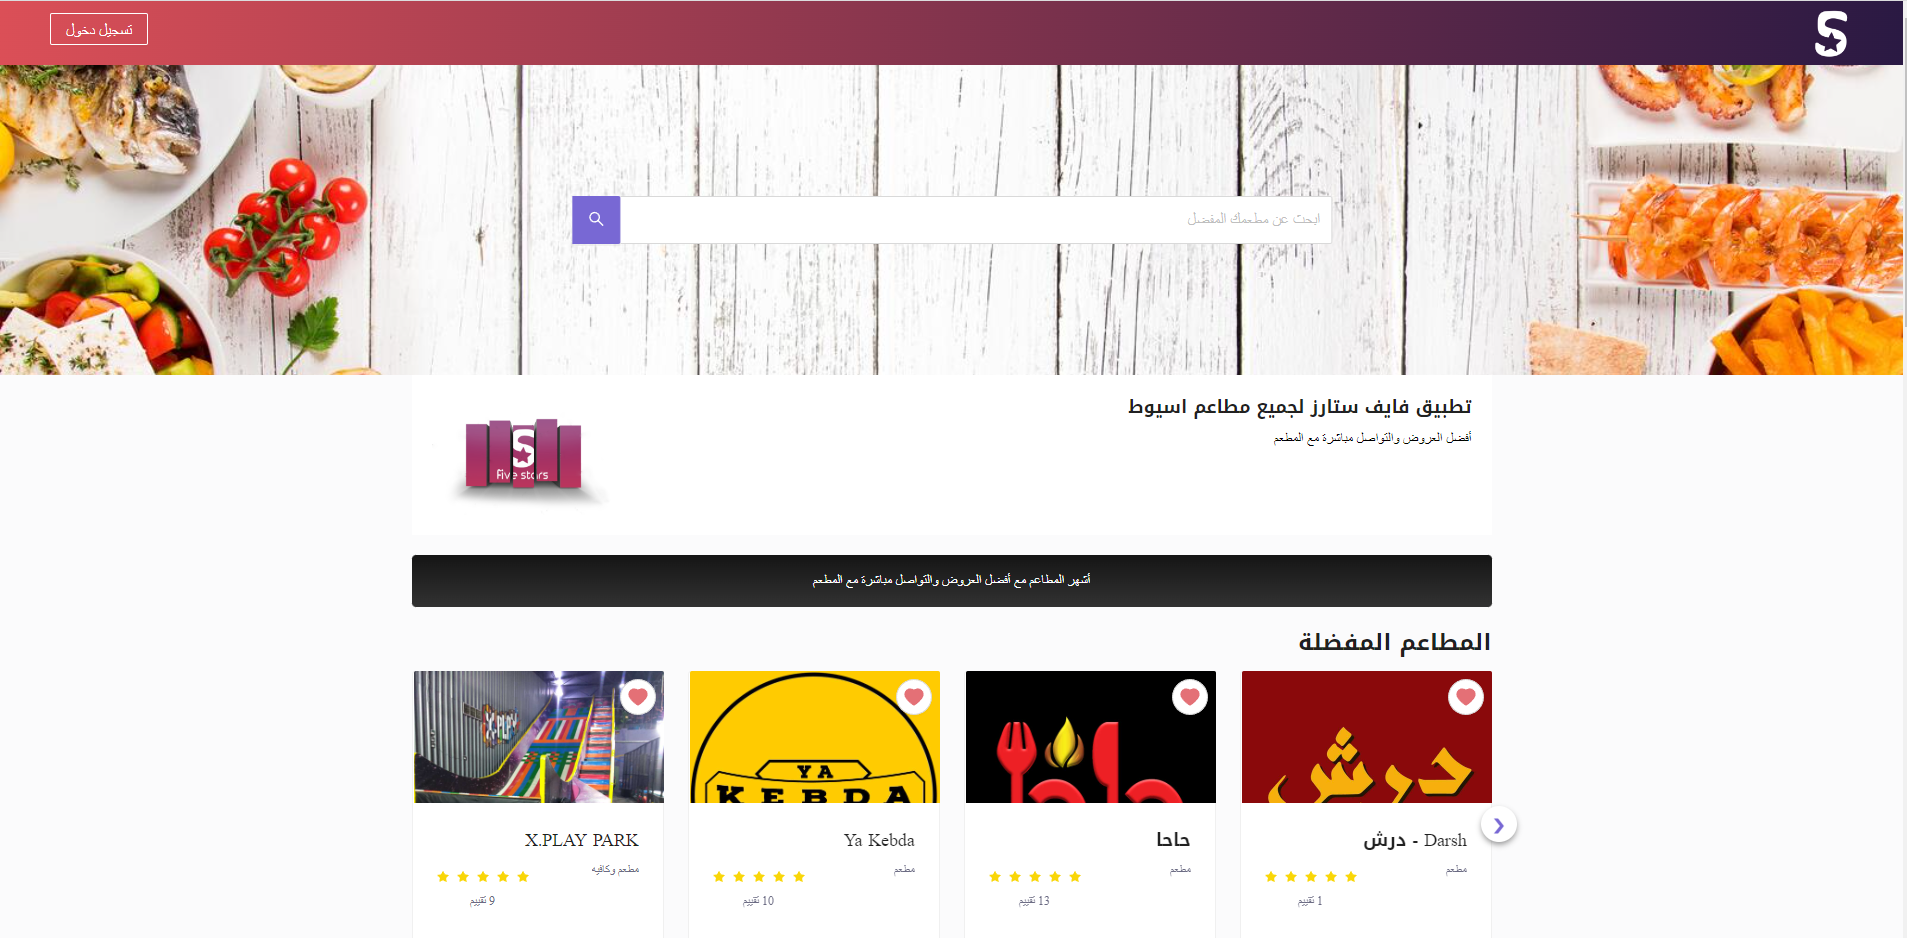 S
تسجيل دخول
ابحث عن مطعمك المفضل
تطبيق فايف ستارز لجميع مطاعم اسيوط
أفضل العروض والتواصل مباشرة مع المطعم
S
Five stars
أشهر المطاعم مع أفضل العروض والتواصل مباشرة مع المطعم
المطاعم المفضلة
درش
حاحا
YA
KEBDA
X.PLAY
Darsh - درش
مطعم
1 تقييم
حاحا
مطعم
13 تقييم
Ya Kebda
مطعم
10 تقييم
X.PLAY PARK
مطعم وكافيه
9 تقييم